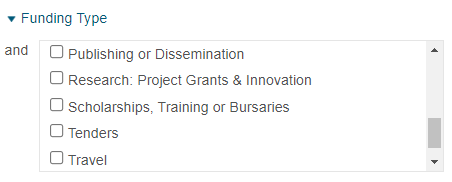 Funding Type
and
Publishing or Dissemination
Research: Project Grants & Innovation
Scholarships, Training or Bursaries
Tenders
Travel